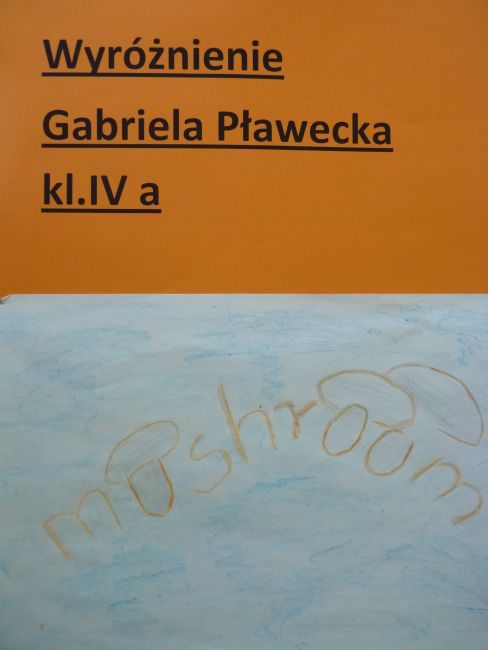 Wyróżnienie
Gabriela Pławecka
kl.IV a
mushroom